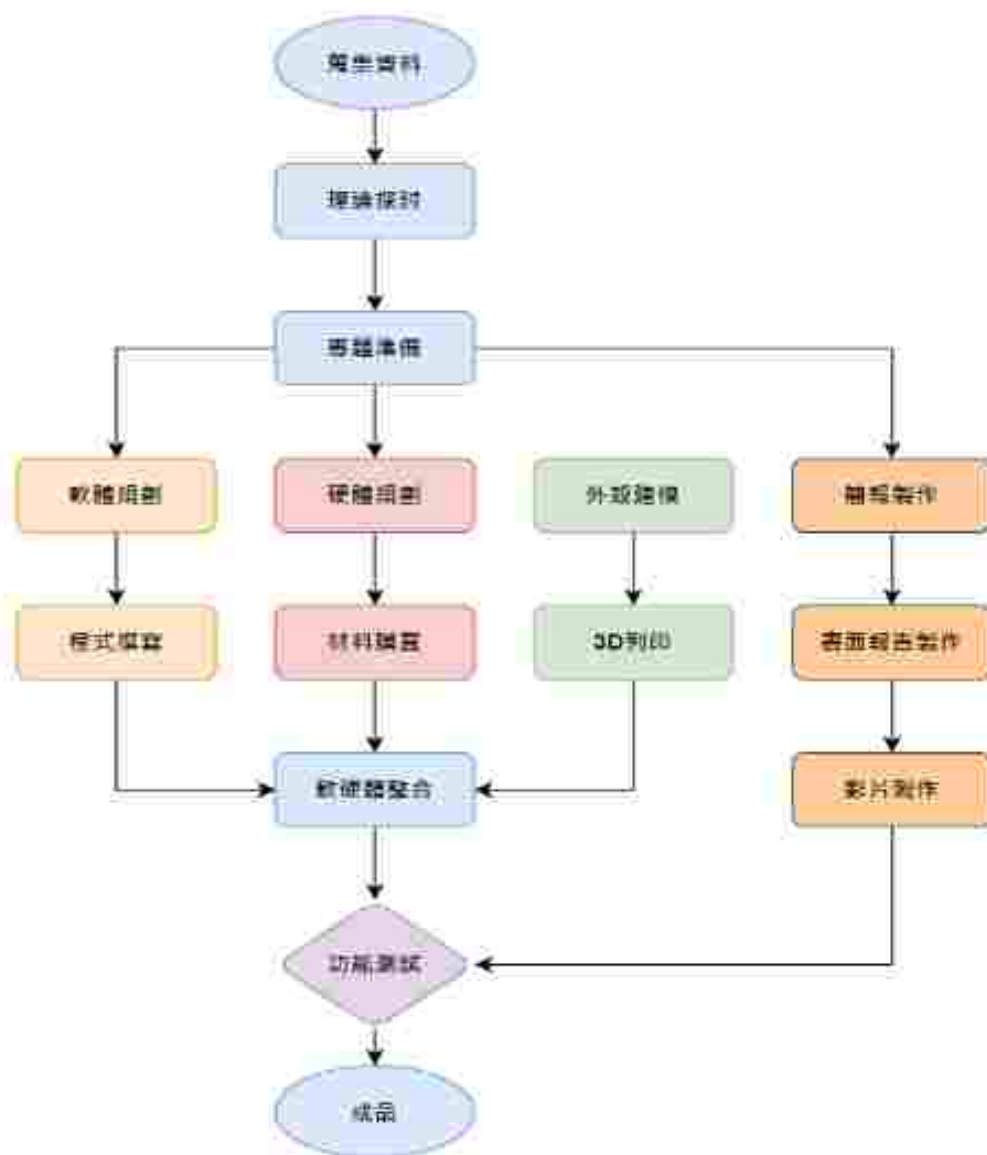 蒐集資料
理論探討
專題準備
軟體規劃
硬體規劃
外殼建模
簡報製作
程式撰寫
材料購置
3D列印
書面報告製作
軟硬體整合
影片製作
功能測試
成品